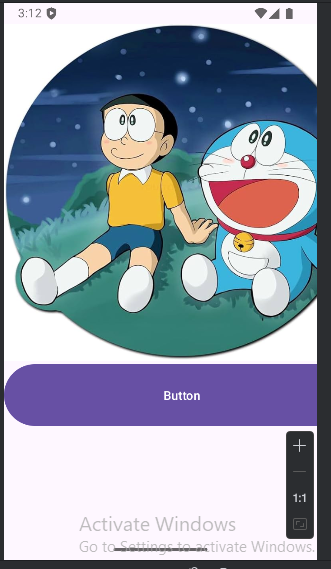 3:12
Button
1:1
Activate Windows
Go to Settings to activate Windows.